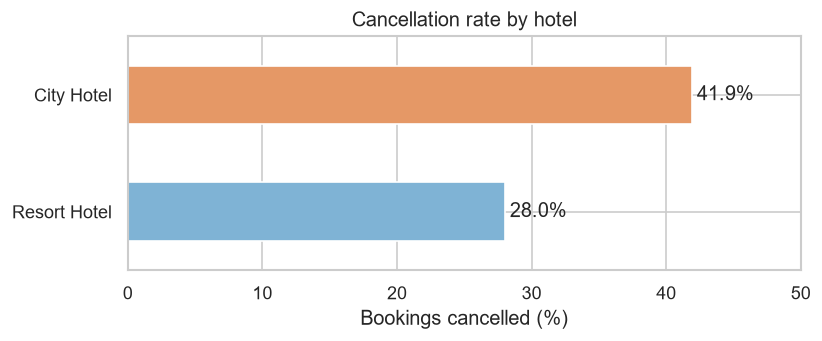 Cancellation rate by hotel
City Hotel
41.9%
Resort Hotel
28.0%
0 10 20 30 40 50
Bookings cancelled (%)